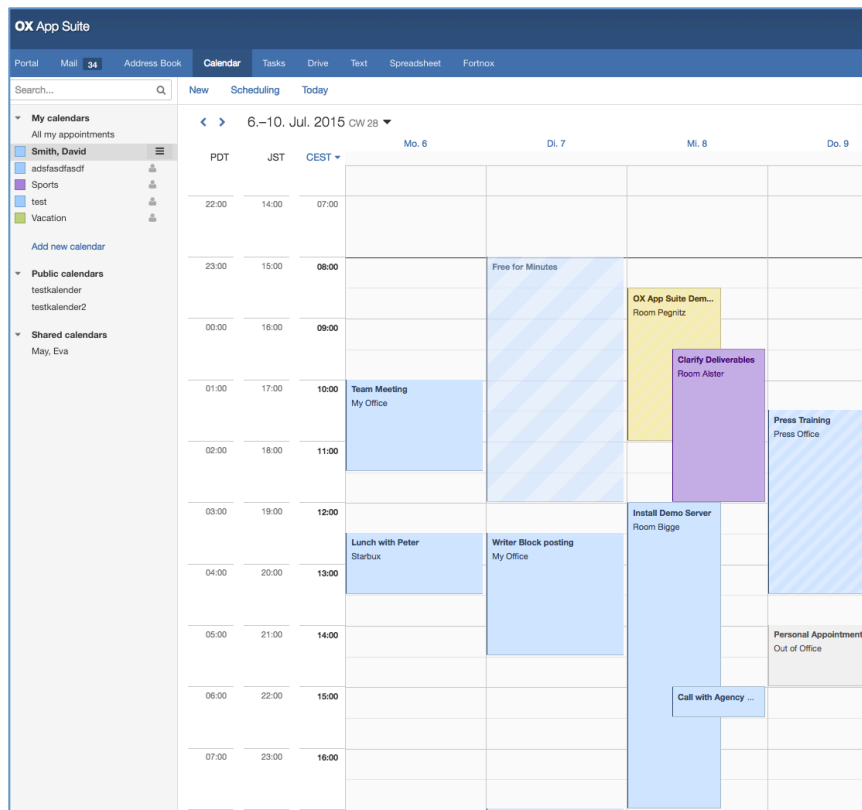 OX App Suite
Portal Mail 34 Address Book Calendar Tasks Drive Text Spreadsheet Fortnox
Search... New Scheduling Today
My calendars
All my appointments
Smith, David
adsfasdfasdf
Sports
test
Vacation
Add new calendar
Public calendars
testkalender
testkalender2
Shared calendars
May, Eva
6.–10. Jul. 2015 CW 28
Mo. 6 Di. 7 Mi. 8 Do. 9
PDT JST CEST
22:00 14:00 07:00
23:00 15:00 08:00
00:00 16:00 09:00
01:00 17:00 10:00
02:00 18:00 11:00
03:00 19:00 12:00
04:00 20:00 13:00
05:00 21:00 14:00
06:00 22:00 15:00
07:00 23:00 16:00
Team Meeting
My Office
Lunch with Peter
Starbux
Free for Minutes
Writer Block posting
My Office
OX App Suite Dem...
Room Pegnitz
Clarify Deliverables
Room Alster
Install Demo Server
Room Bigge
Call with Agency ...
Press Training
Press Office
Personal Appointment
Out of Office